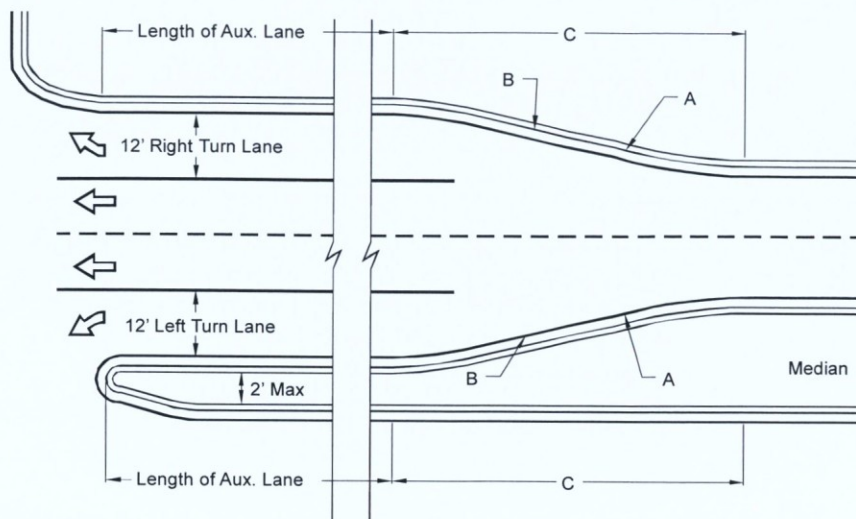 Length of Aux. Lane
C
B
A
12' Right Turn Lane
12' Left Turn Lane
B
A
Median
2' Max
Length of Aux. Lane
C